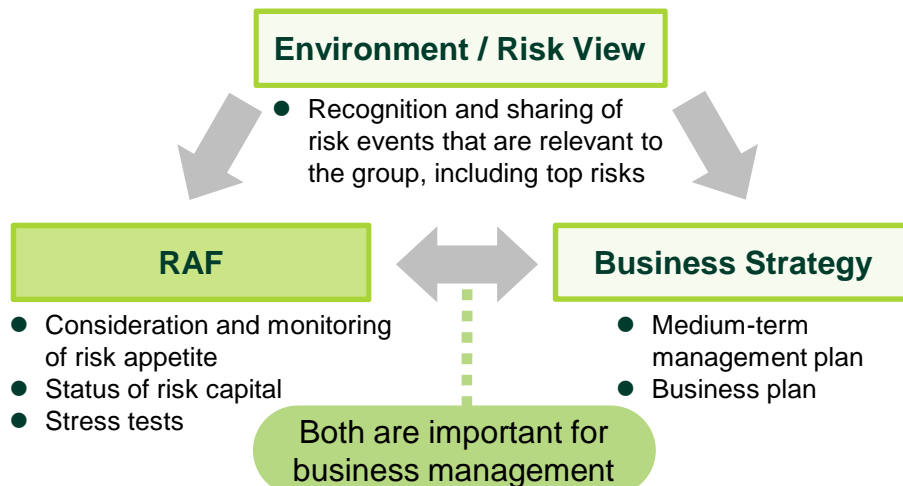 Environment / Risk View
● Recognition and sharing of
risk events that are relevant to
the group, including top risks
RAF
● Consideration and monitoring
of risk appetite
● Status of risk capital
● Stress tests
Business Strategy
● Medium-term
management plan
● Business plan
Both are important for
business management